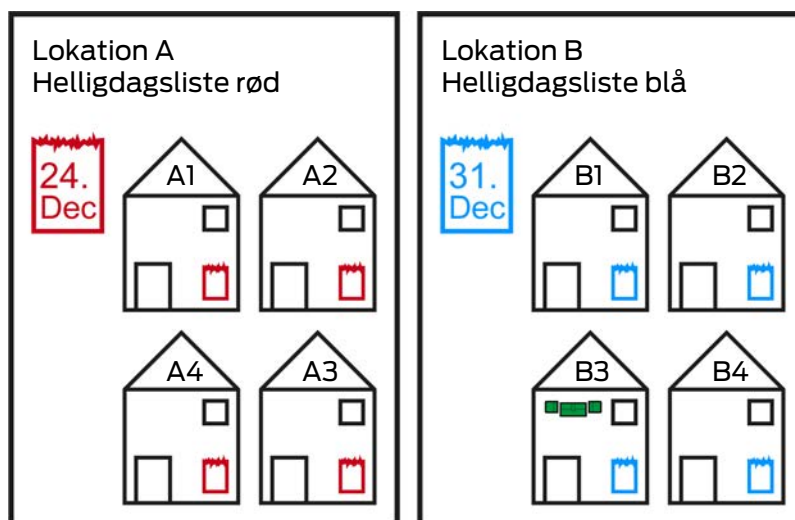 Lokation A
Helligdagsliste rød
24.
Dec
A1
A2
A4
A3
Lokation B
Helligdagsliste blå
31.
Dec
B1
B2
B3
B4